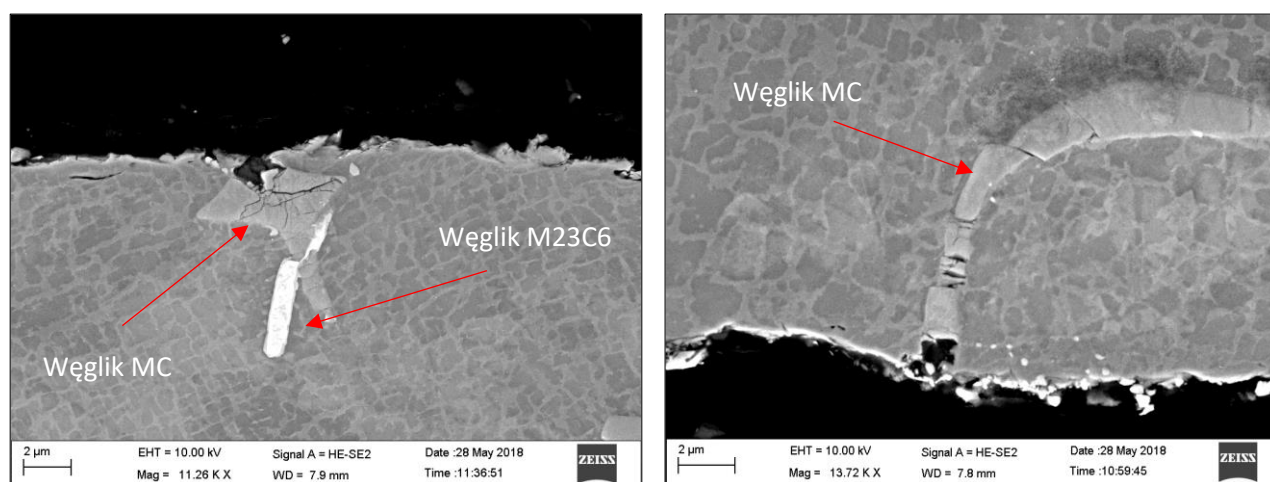 Węglik MC
Węglik M23C6
2 µm
EHT = 10.00 kV
Signal A = HE-SE2
Date :28 May 2018
Mag = 11.26 K X
WD = 7.9 mm
Time :11:36:51
ZEISS
Węglik MC
2 µm
EHT = 10.00 kV
Signal A = HE-SE2
Date :28 May 2018
Mag = 13.72 K X
WD = 7.8 mm
Time :10:59:45
ZEISS